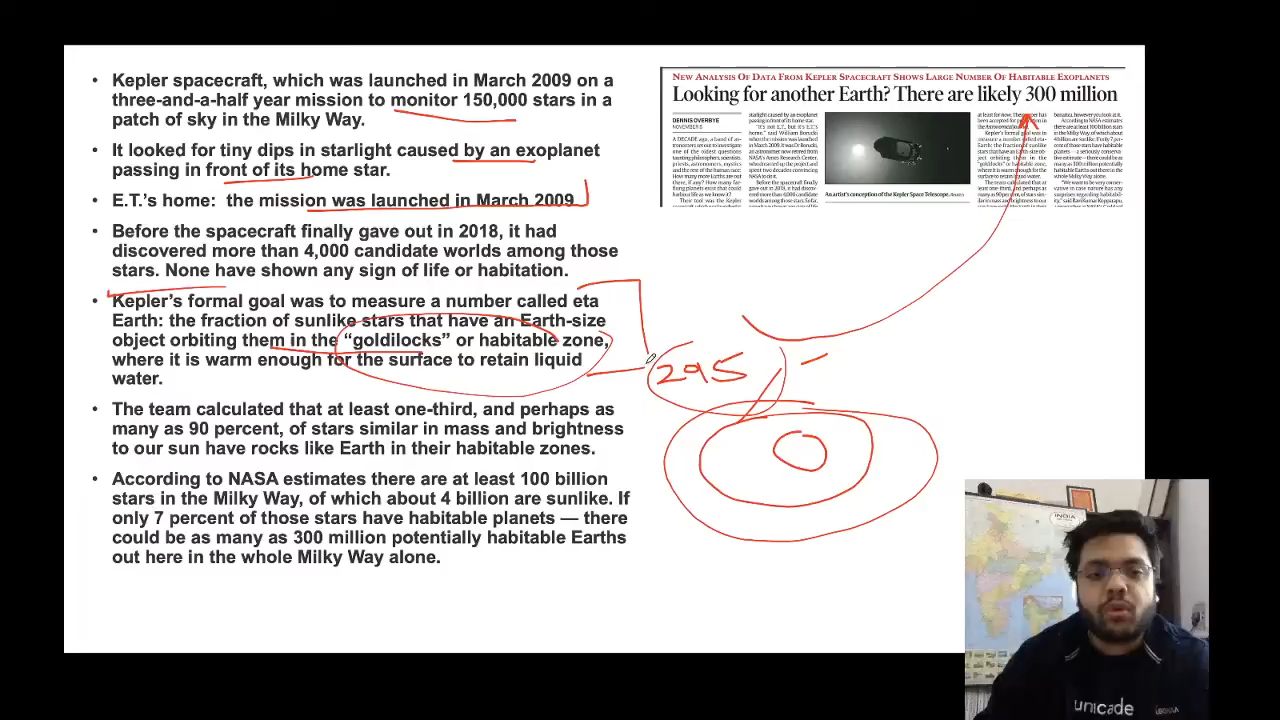 • Kepler spacecraft, which was launched in March 2009 on a
three-and-a-half year mission to monitor 150,000 stars in a
patch of sky in the Milky Way.
• It looked for tiny dips in starlight caused by an exoplanet
passing in front of its home star.
• E.T.’s home: the mission was launched in March 2009.
• Before the spacecraft finally gave out in 2018, it had
discovered more than 4,000 candidate worlds among those
stars. None have shown any sign of life or habitation.
• Kepler’s formal goal was to measure a number called eta
Earth: the fraction of sunlike stars that have an Earth-size
object orbiting them in the “goldilocks” or habitable zone,
where it is warm enough for the surface to retain liquid
water.
• The team calculated that at least one-third, and perhaps as
many as 90 percent, of stars similar in mass and brightness
to our sun have rocks like Earth in their habitable zones.
• According to NASA estimates there are at least 100 billion
stars in the Milky Way, of which about 4 billion are sunlike. If
only 7 percent of those stars have habitable planets — there
could be as many as 300 million potentially habitable Earths
out here in the whole Milky Way alone.
NEW ANALYSIS OF DATA FROM KEPLER SPACECRAFT SHOWS LARGE NUMBER OF HABITABLE EXOPLANETS
Looking for another Earth? There are likely 300 million
DENNIS OVERBYE
An artist's conception of the Kepler Space Telescope.
295
INDIA
unicade